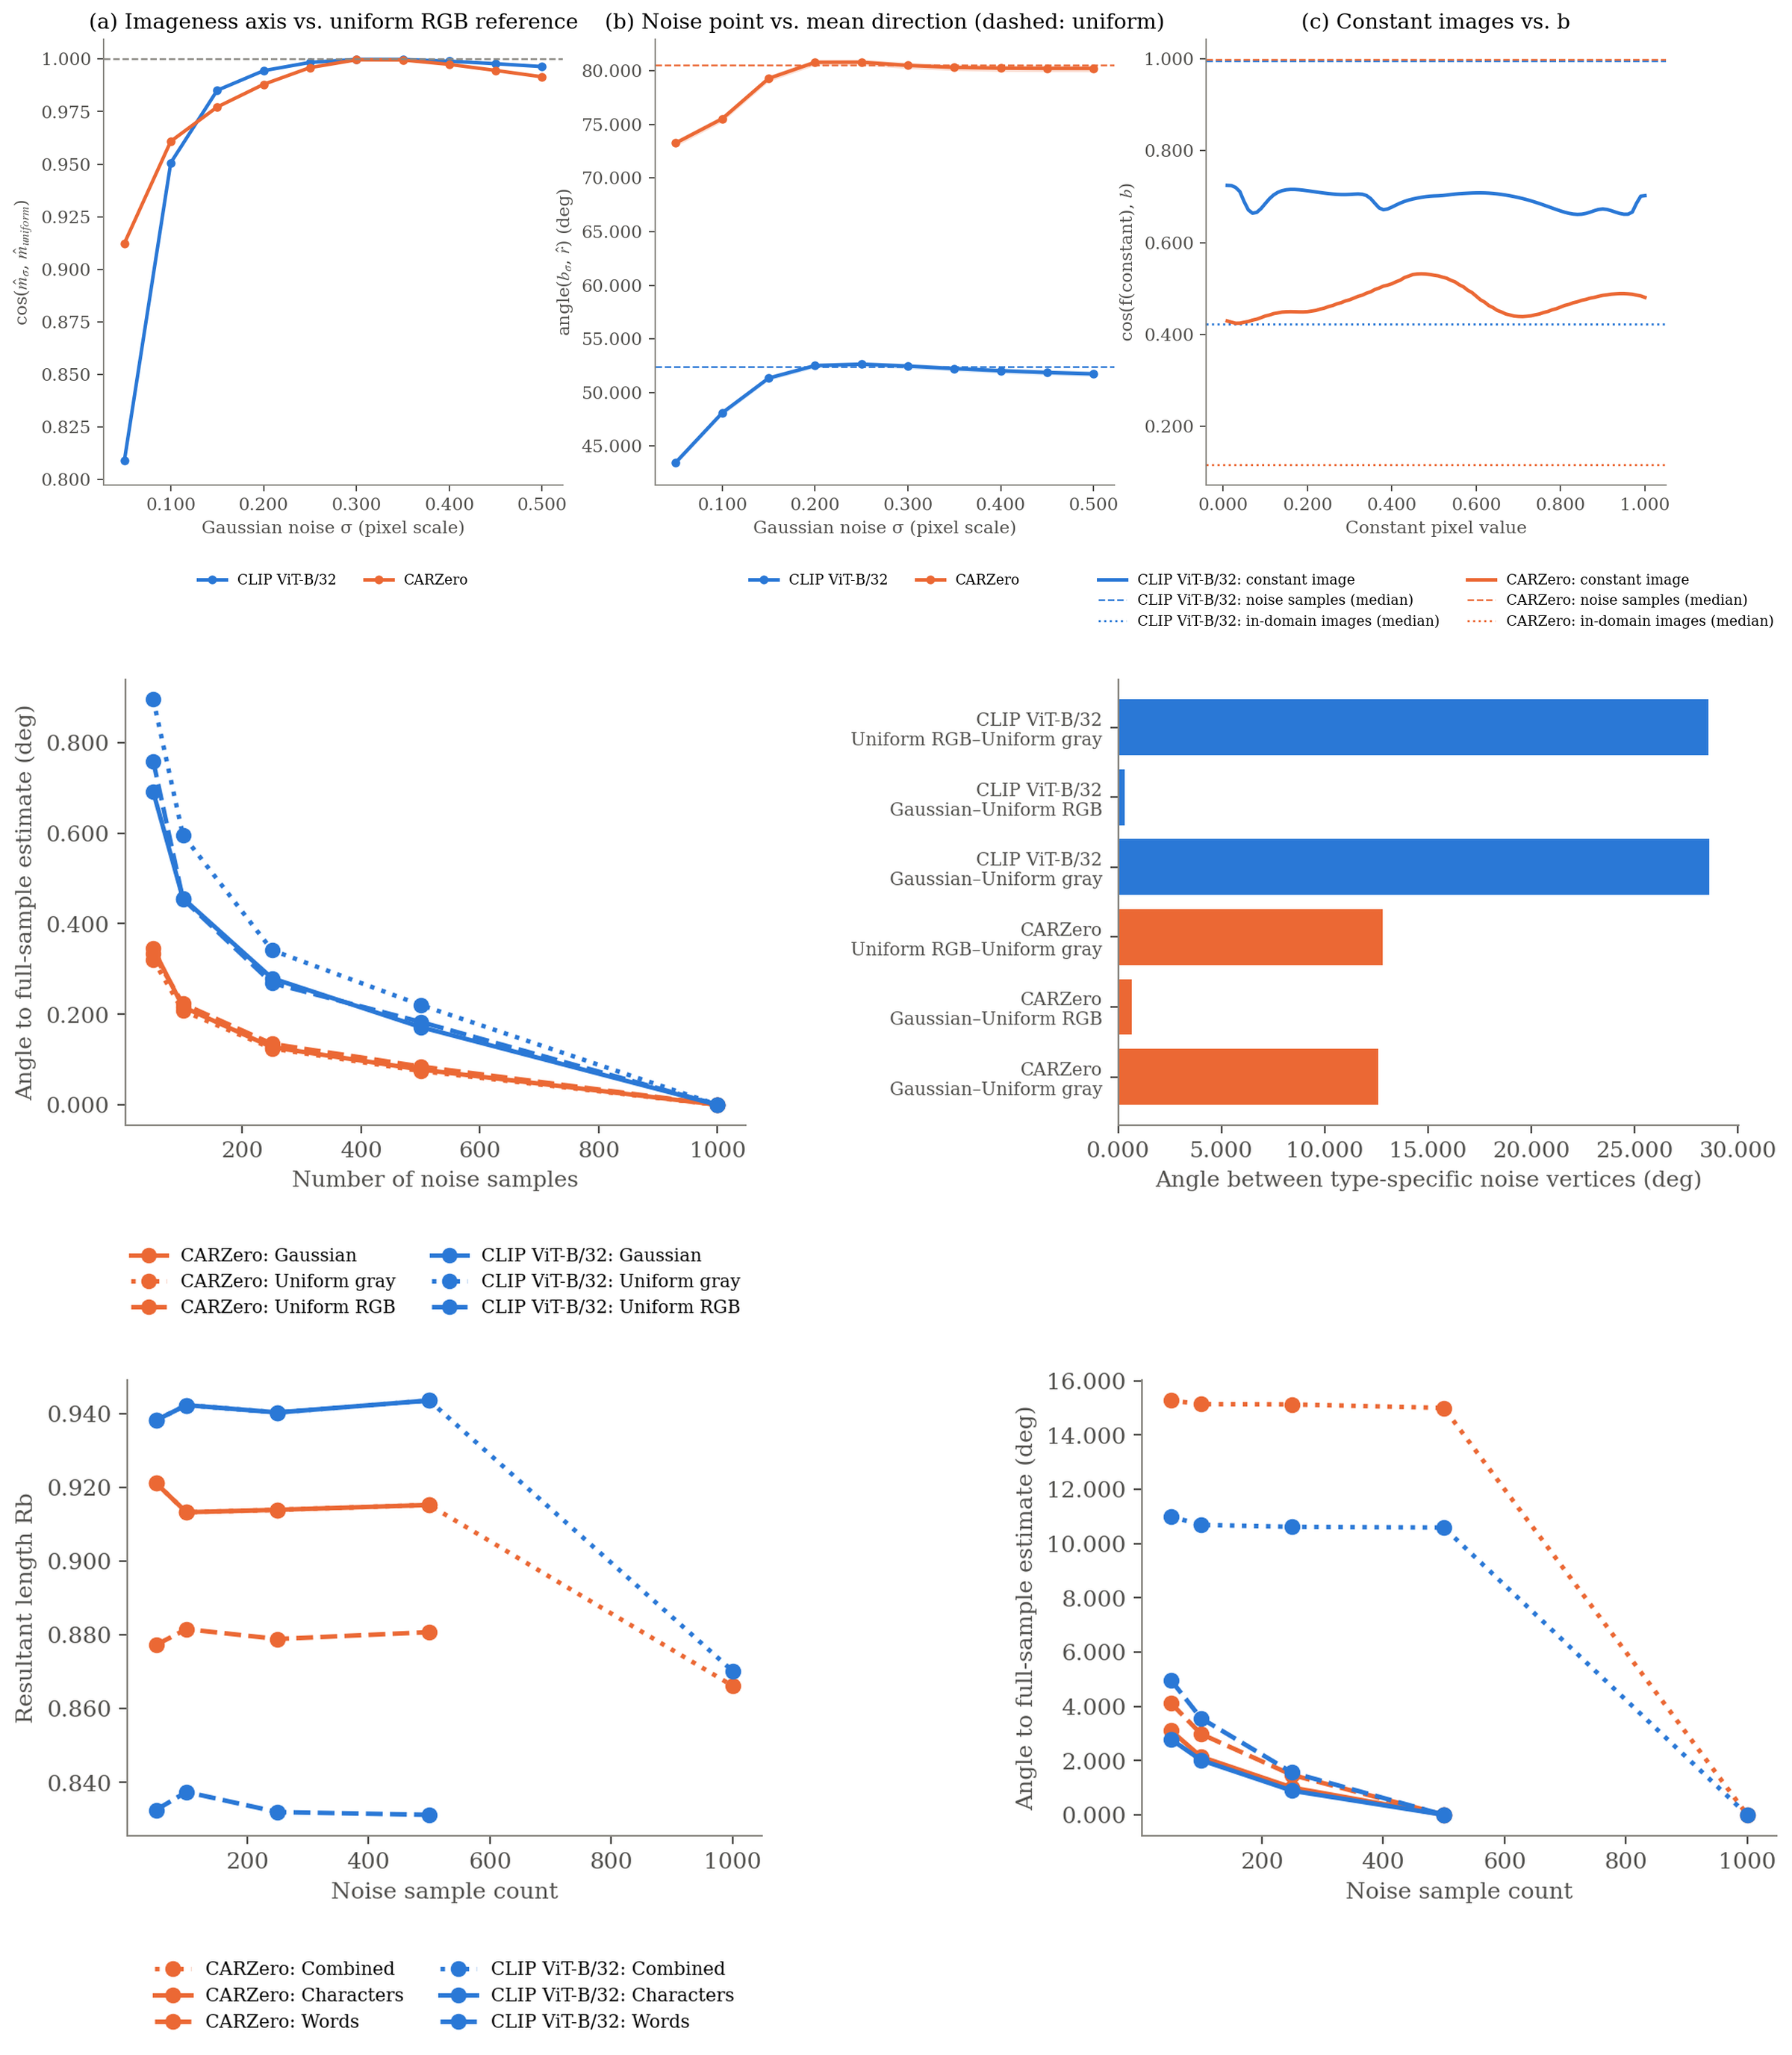 (a) Imageness axis vs. uniform RGB reference
(b) Noise point vs. mean direction (dashed: uniform)
(c) Constant images vs. b
cos(m̂σ, m̂uniform)
1.000
0.975
0.950
0.925
0.900
0.875
0.850
0.825
0.800
0.100 0.200 0.300 0.400 0.500
Gaussian noise σ (pixel scale)
CLIP ViT-B/32 CARZero
angle(bσ, r̂) (deg)
80.000
75.000
70.000
65.000
60.000
55.000
50.000
45.000
0.100 0.200 0.300 0.400 0.500
Gaussian noise σ (pixel scale)
CLIP ViT-B/32 CARZero
cos(f(constant), b)
1.000
0.800
0.600
0.400
0.200
0.000 0.200 0.400 0.600 0.800 1.000
Constant pixel value
CLIP ViT-B/32: constant image
CLIP ViT-B/32: noise samples (median)
CLIP ViT-B/32: in-domain images (median)
CARZero: constant image
CARZero: noise samples (median)
CARZero: in-domain images (median)
Angle to full-sample estimate (deg)
0.800
0.600
0.400
0.200
0.000
200 400 600 800 1000
Number of noise samples
CARZero: Gaussian
CARZero: Uniform gray
CARZero: Uniform RGB
CLIP ViT-B/32: Gaussian
CLIP ViT-B/32: Uniform gray
CLIP ViT-B/32: Uniform RGB
CLIP ViT-B/32
Uniform RGB–Uniform gray
CLIP ViT-B/32
Gaussian–Uniform RGB
CLIP ViT-B/32
Gaussian–Uniform gray
CARZero
Uniform RGB–Uniform gray
CARZero
Gaussian–Uniform RGB
CARZero
Gaussian–Uniform gray
0.000 5.000 10.000 15.000 20.000 25.000 30.000
Angle between type-specific noise vertices (deg)
Resultant length Rb
0.940
0.920
0.900
0.880
0.860
0.840
200 400 600 800 1000
Noise sample count
CARZero: Combined
CARZero: Characters
CARZero: Words
CLIP ViT-B/32: Combined
CLIP ViT-B/32: Characters
CLIP ViT-B/32: Words
Angle to full-sample estimate (deg)
16.000
14.000
12.000
10.000
8.000
6.000
4.000
2.000
0.000
200 400 600 800 1000
Noise sample count